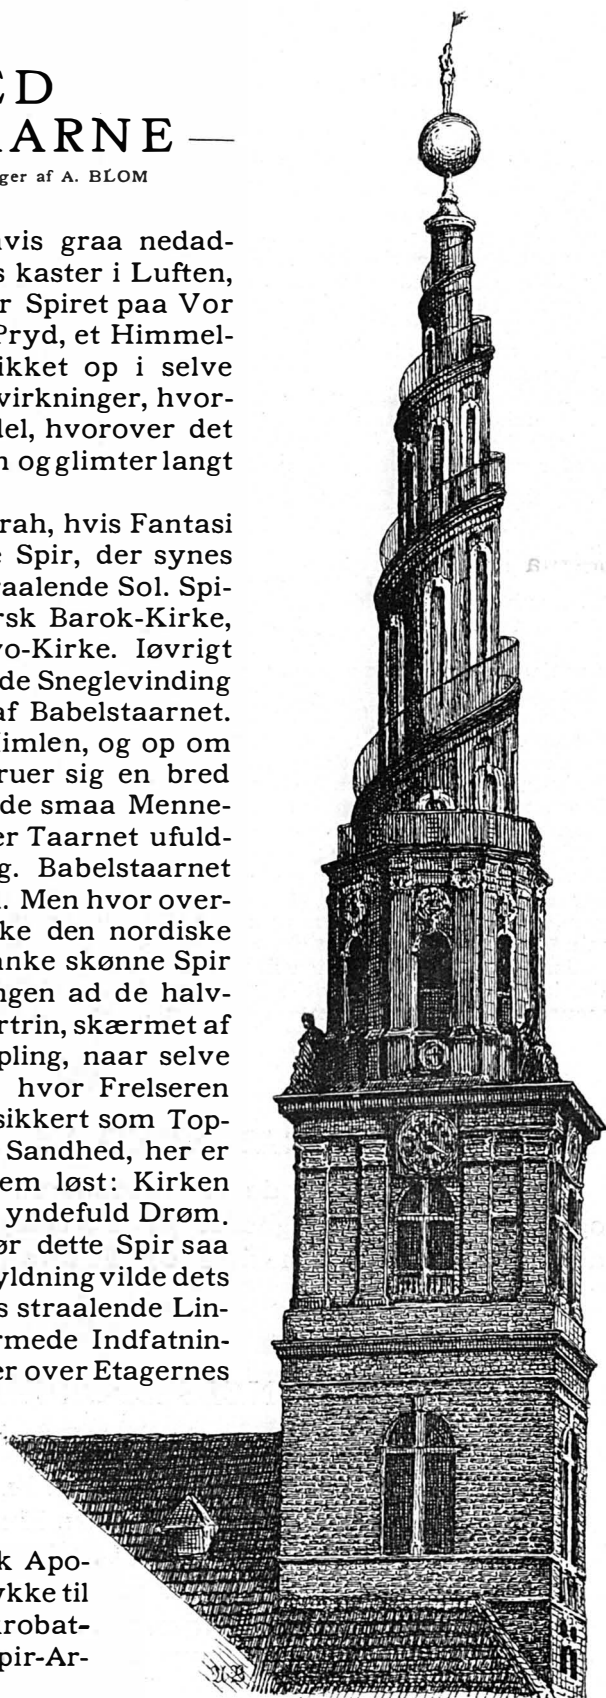 ED
AARNE —
ger af A. BLOM
hvis graa nedad-
s kaster i Luften,
r Spiret paa Vor
Pryd, et Himmel-
ikket op i selve
virkninger, hvor-
del, hvorover det
n og glimter langt
rah, hvis Fantasi
e Spir, der synes
raalende Sol. Spi-
rsk Barok-Kirke,
vo-Kirke. Iøvrigt
de Sneglevinding
af Babelstaarnet.
Himlen, og op om
ruer sig en bred
de smaa Menne-
er Taarnet ufuld-
g. Babelstaarnet
. Men hvor over-
ke den nordiske
anke skønne Spir
ngen ad de halv-
rtrin, skærmet af
pling, naar selve
hvor Frelseren
sikkert som Top-
Sandhed, her er
em løst: Kirken
yndefuld Drøm.
ør dette Spir saa
yldning vilde dets
s straalende Lin-
rmede Indfatnin-
er over Etagernes
k Apo-
ykke til
krobat-
pir-Ar-